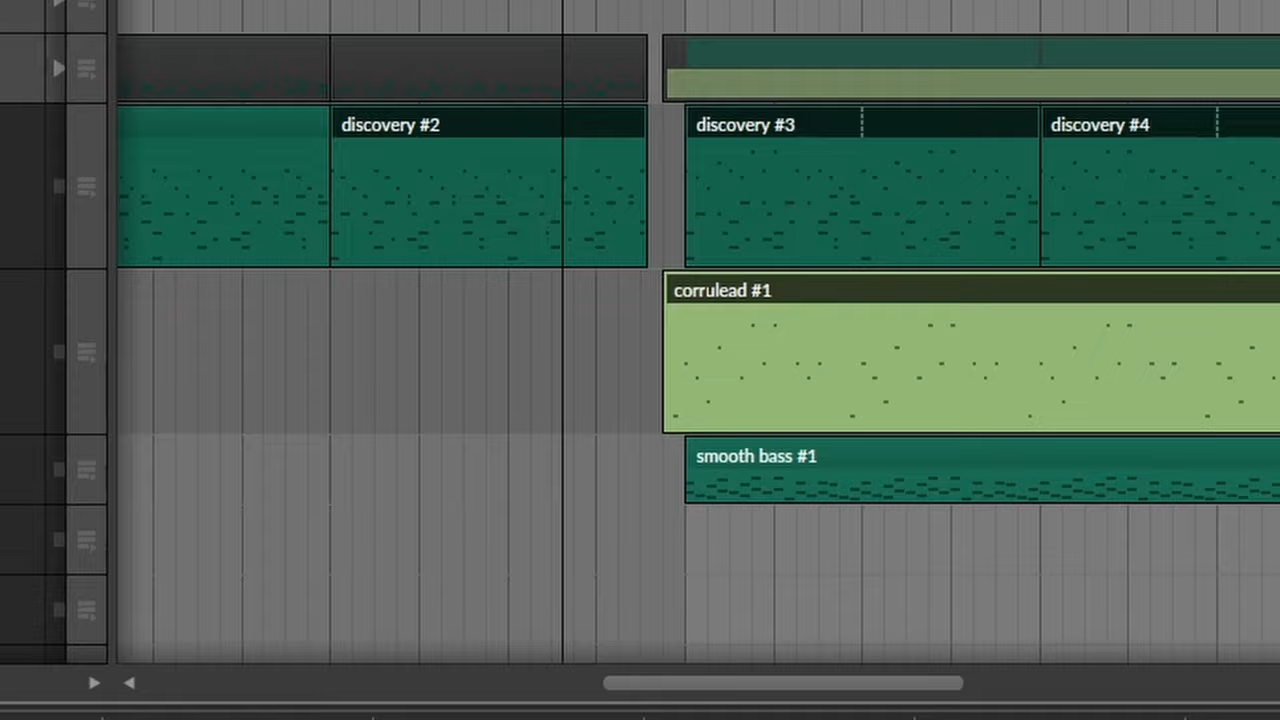 discovery #2
discovery #3
discovery #4
corrulead #1
smooth bass #1